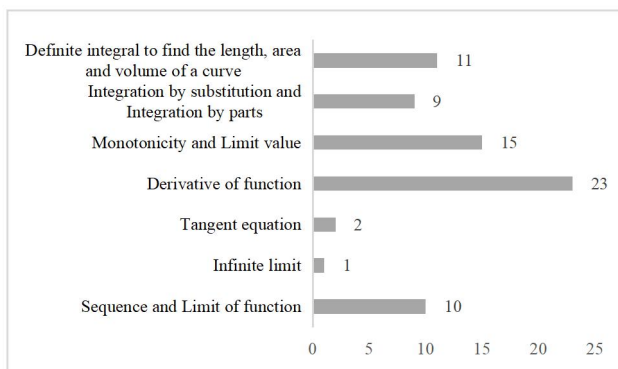 Definite integral to find the length, area
and volume of a curve
11
Integration by substitution and
Integration by parts
9
Monotonicity and Limit value
15
Derivative of function
23
Tangent equation
2
Infinite limit
1
Sequence and Limit of function
10
0 5 10 15 20 25